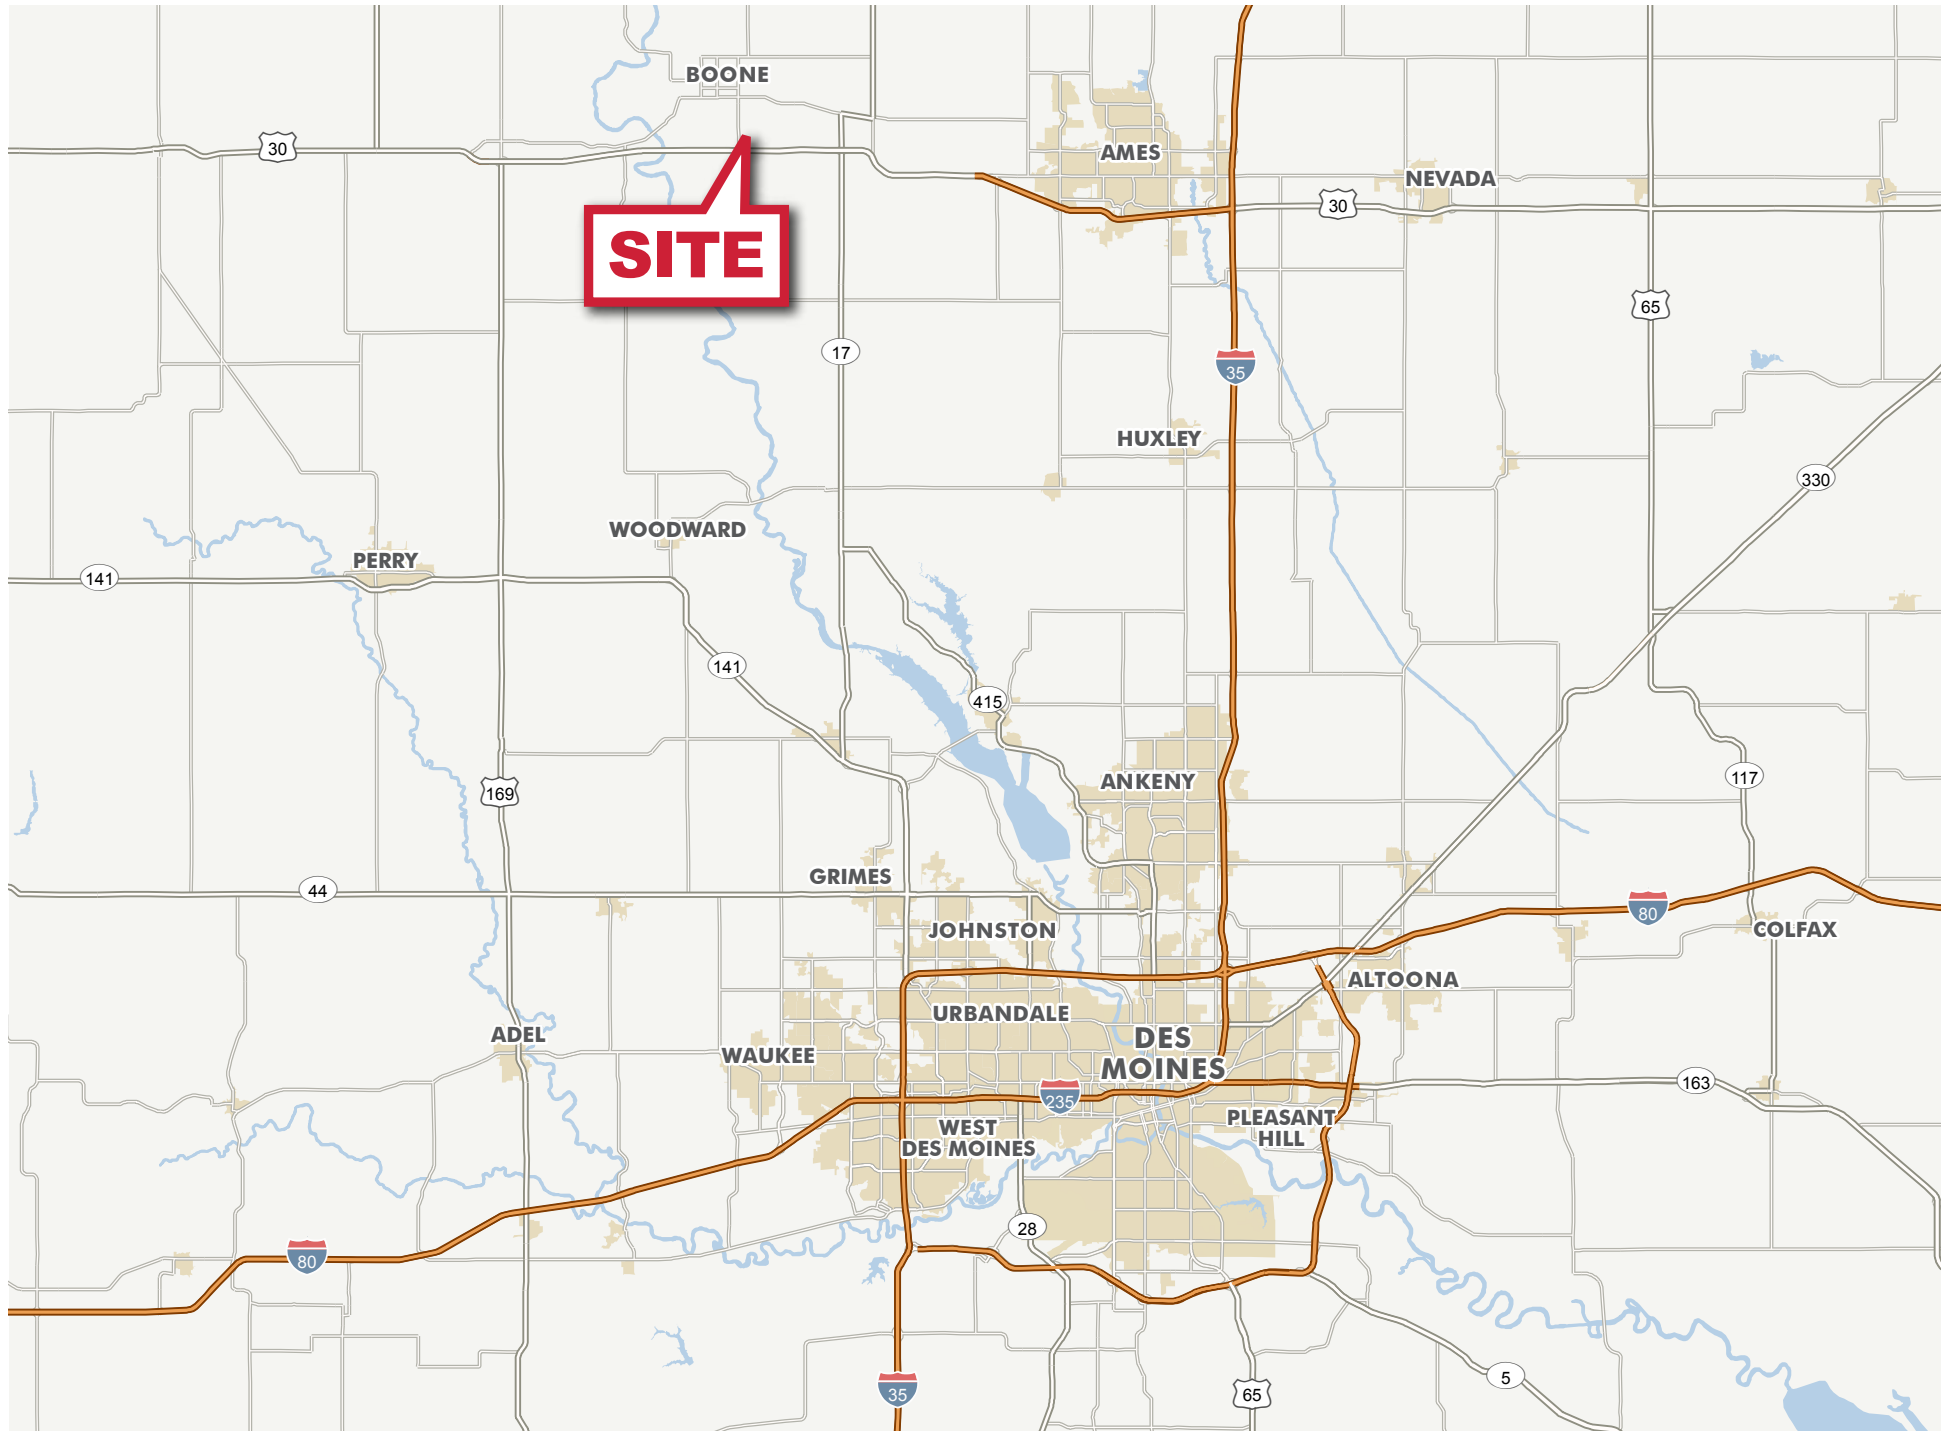 BOONE
30
AMES
NEVADA
30
SITE
65
17
35
HUXLEY
330
WOODWARD
PERRY
141
141
415
169
ANKENY
117
GRIMES
44
80
JOHNSTON
COLFAX
ALTOONA
URBANDALE
ADEL
DES
MOINES
WAUKEE
163
235
PLEASANT
HILL
WEST
DES MOINES
28
80
5
35
65